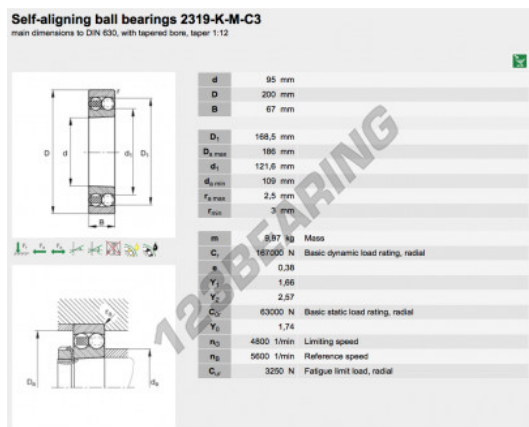 Self-aligning ball bearings 2319-K-M-C3
main dimensions to DIN 630, with tapered bore, taper 1:12
d 95 mm
D 200 mm
B 67 mm
D1 168,5 mm
Da max 186 mm
d1 121,6 mm
da min 109 mm
ra max 2,5 mm
rmin 3 mm
m 9,87 kg Mass
Cr 167000 N Basic dynamic load rating, radial
e 0,38
Y1 1,66
Y2 2,57
C0r 63000 N Basic static load rating, radial
Y0 1,74
nG 4800 1/min Limiting speed
nB 5600 1/min Reference speed
Cur 3250 N Fatigue limit load, radial
r
D d d1 D1
B
ra
Da da
123BEARING